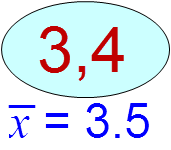 3,4
x̅ = 3.5